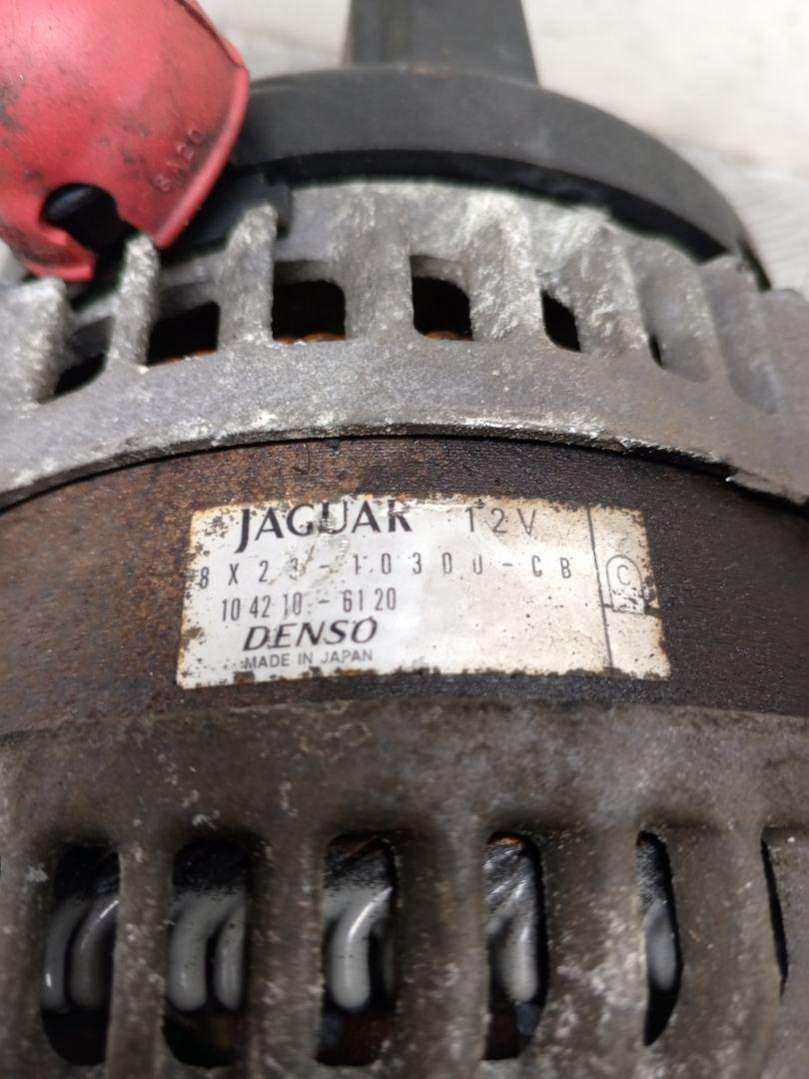 JAGUAR 12V
8X23-10300-CB
104210-6120
DENSO
MADE IN JAPAN
C